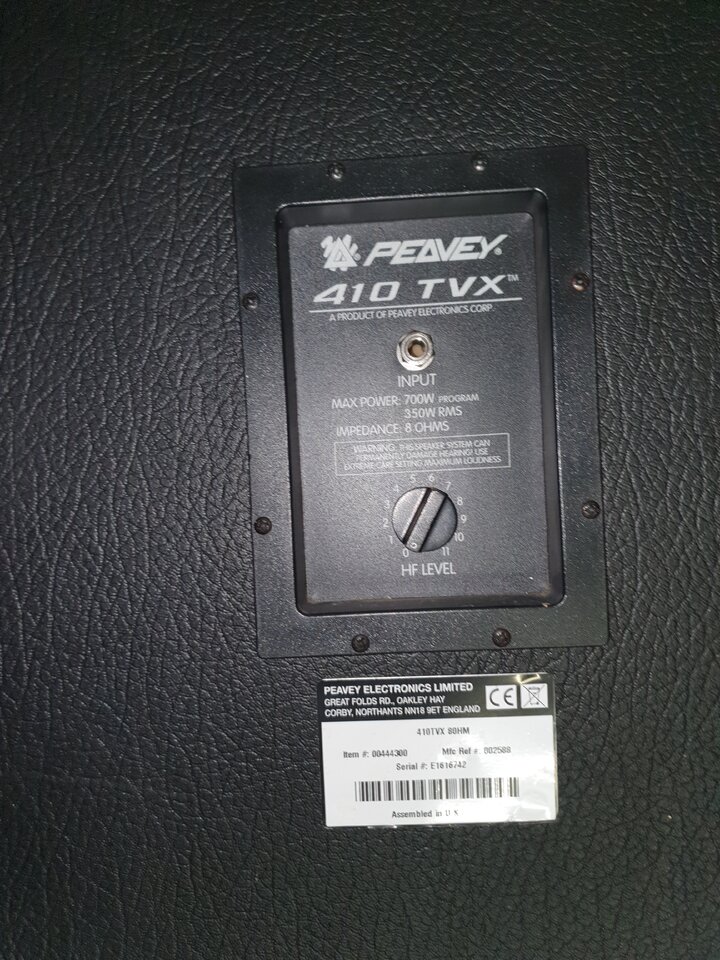 PEAVEY®
410 TVX™
A PRODUCT OF PEAVEY ELECTRONICS CORP.
INPUT
MAX POWER: 700W PROGRAM
350W RMS
IMPEDANCE: 8 OHMS
WARNING: THIS SPEAKER SYSTEM CAN
PERMANENTLY DAMAGE HEARING! USE
EXTREME CARE SETTING MAXIMUM LOUDNESS.
0 1 2 3 4 5 6 7 8 9 10 11
HF LEVEL
PEAVEY ELECTRONICS LIMITED
GREAT FOLDS RD., OAKLEY HAY
CORBY, NORTHANTS NN18 9ET ENGLAND
CE
410TVX 8OHM
Item #: 00444300 Mfc Ref #: 002588
Serial #: E1616742
Assembled in U.K